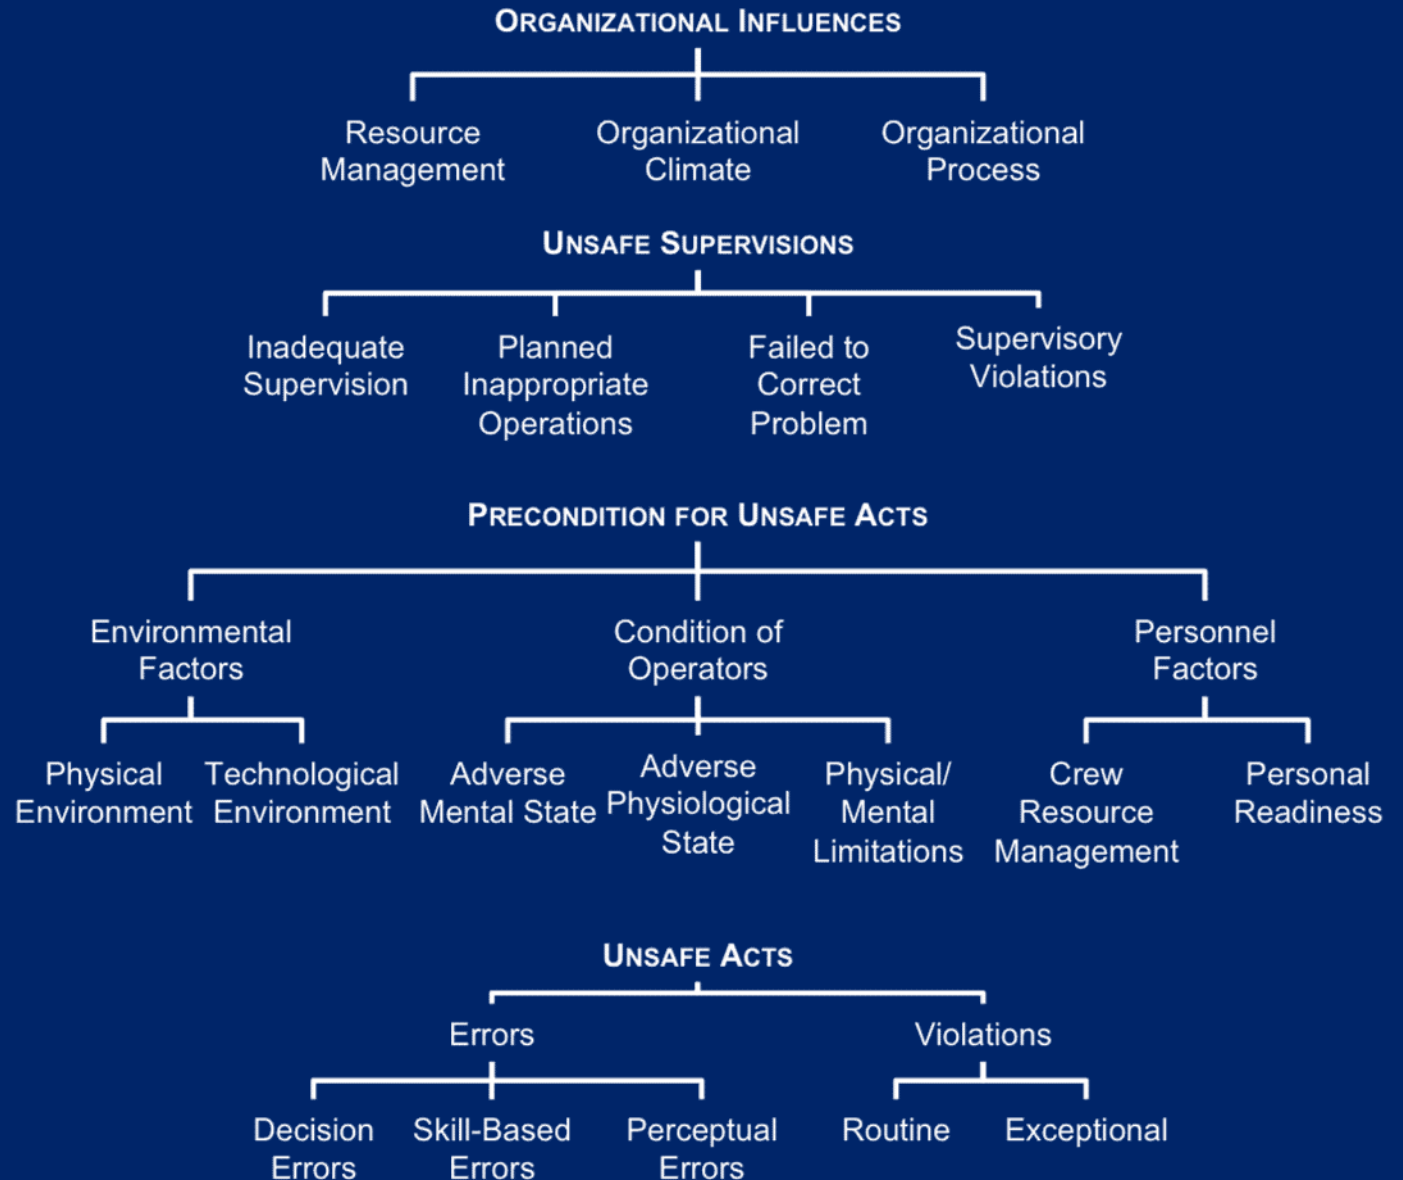 ORGANIZATIONAL INFLUENCES
Resource Management
Organizational Climate
Organizational Process
UNSAFE SUPERVISIONS
Inadequate Supervision
Planned Inappropriate Operations
Failed to Correct Problem
Supervisory Violations
PRECONDITION FOR UNSAFE ACTS
Environmental Factors
Condition of Operators
Personnel Factors
Physical Environment
Technological Environment
Adverse Mental State
Adverse Physiological State
Physical/ Mental Limitations
Crew Resource Management
Personal Readiness
UNSAFE ACTS
Errors
Violations
Decision Errors
Skill-Based Errors
Perceptual Errors
Routine
Exceptional